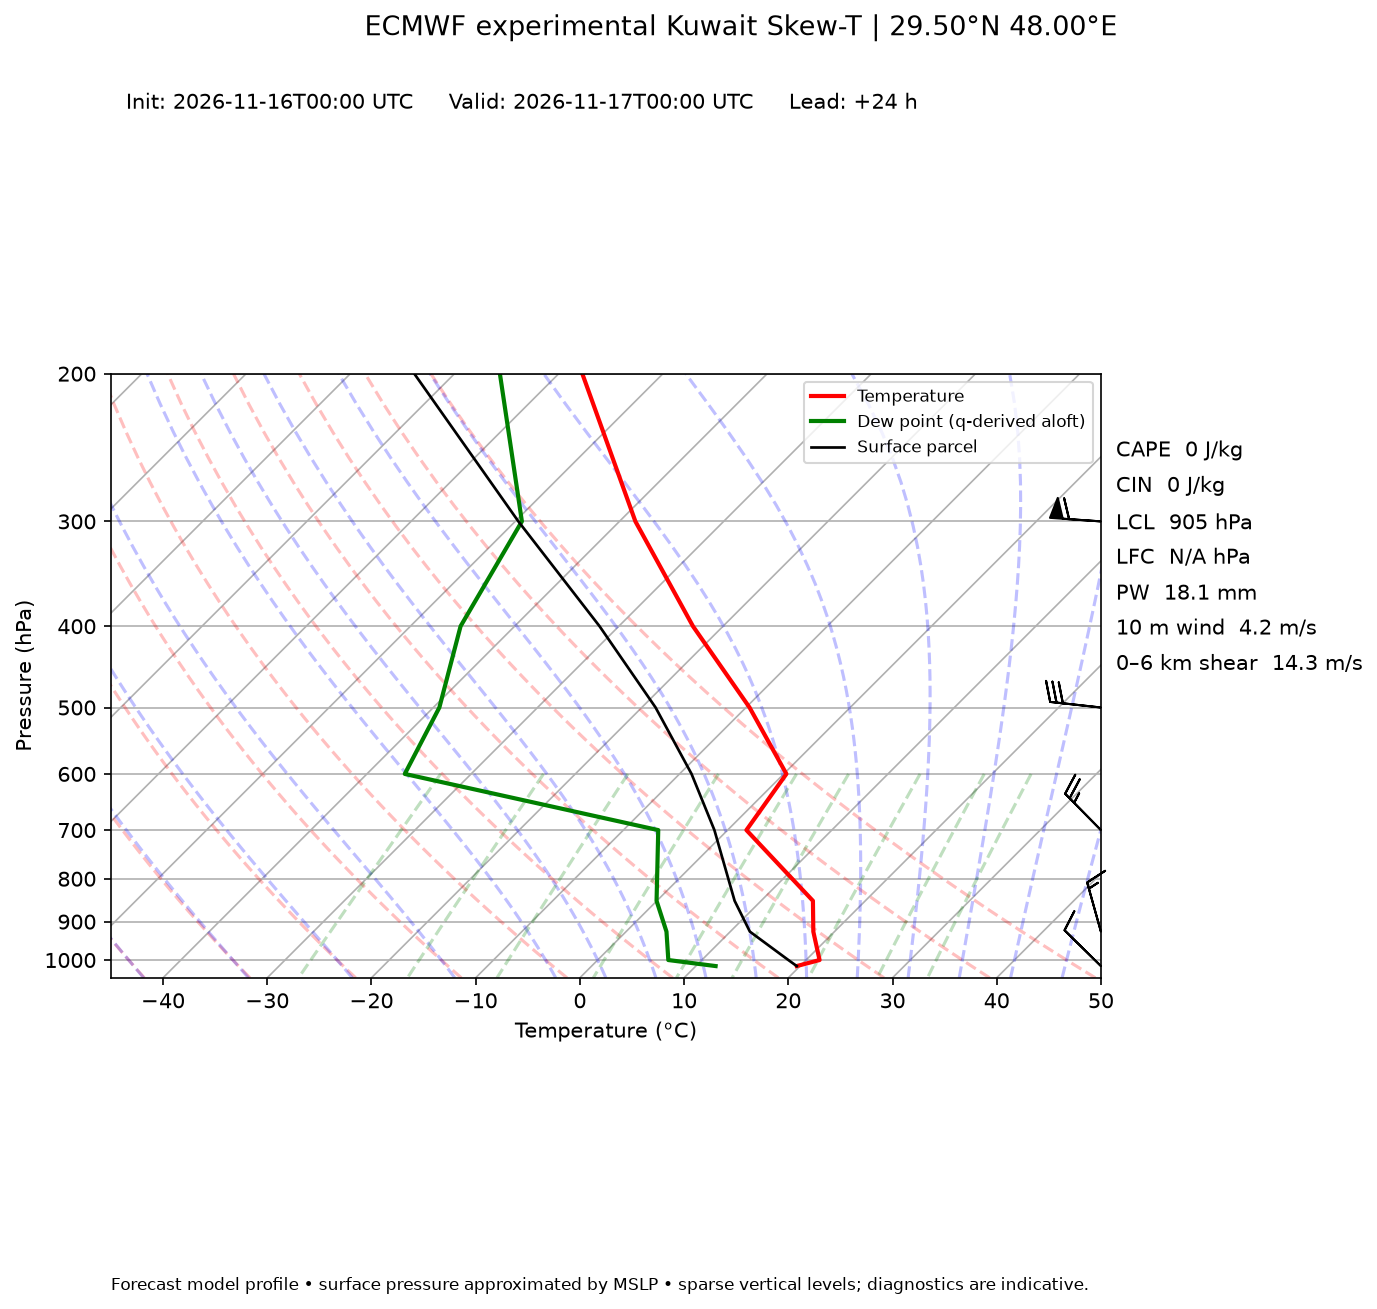 ECMWF experimental Kuwait Skew-T | 29.50°N 48.00°E
Init: 2026-11-16T00:00 UTC Valid: 2026-11-17T00:00 UTC Lead: +24 h
200
300
400
500
600
700
800
900
1000
Pressure (hPa)
Temperature
Dew point (q-derived aloft)
Surface parcel
CAPE 0 J/kg
CIN 0 J/kg
LCL 905 hPa
LFC N/A hPa
PW 18.1 mm
10 m wind 4.2 m/s
0–6 km shear 14.3 m/s
−40 −30 −20 −10 0 10 20 30 40 50
Temperature (°C)
Forecast model profile • surface pressure approximated by MSLP • sparse vertical levels; diagnostics are indicative.